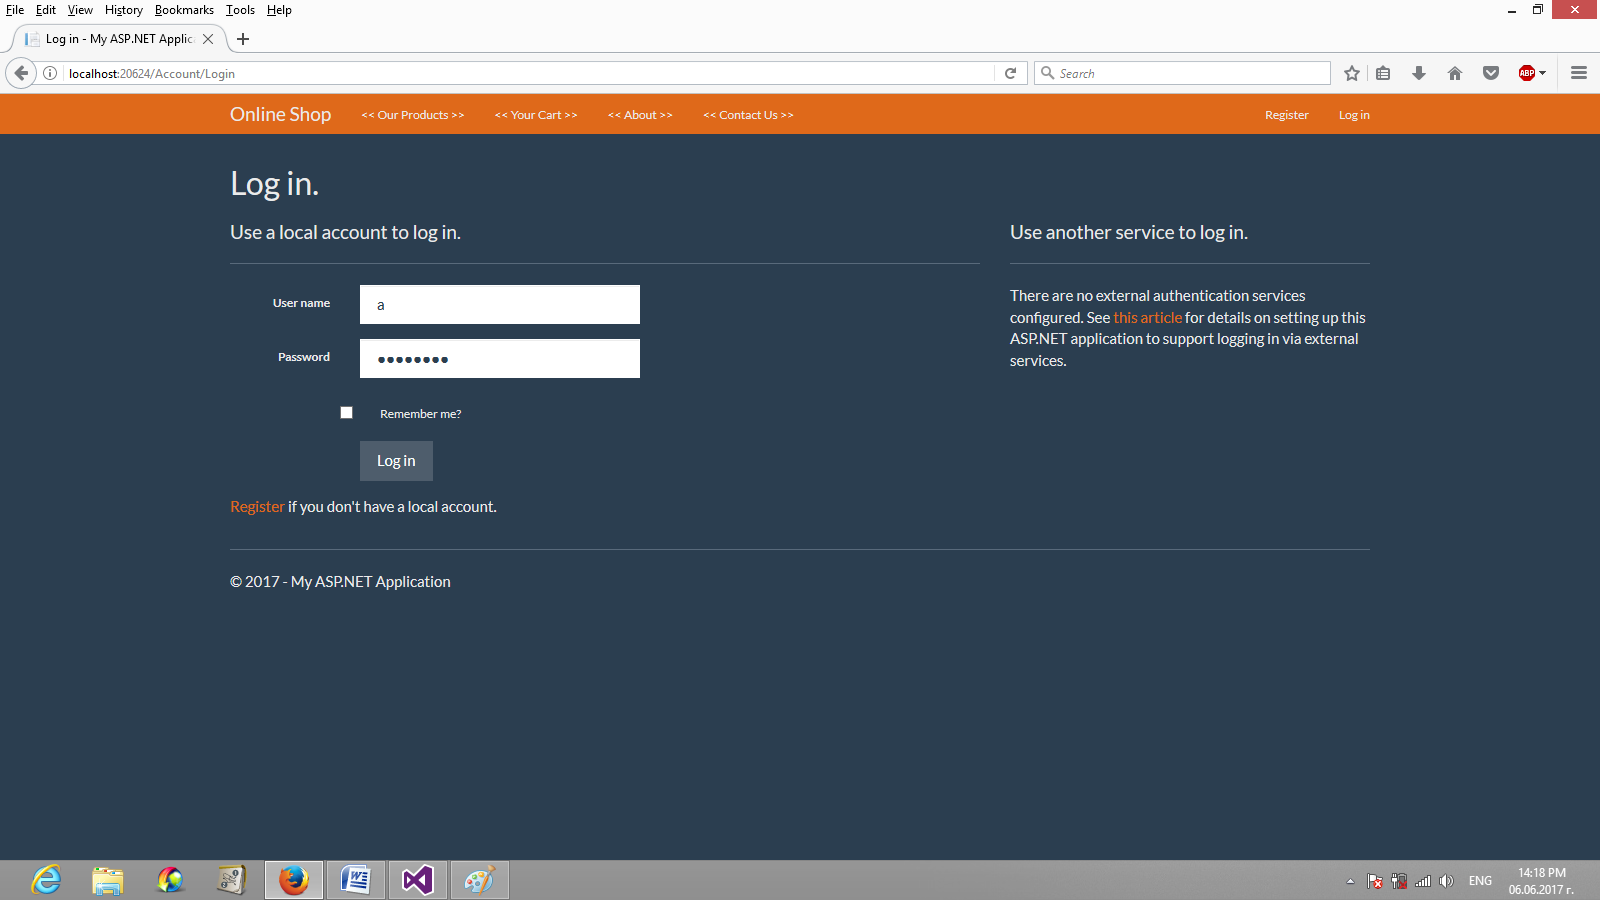 File Edit View History Bookmarks Tools Help
Log in - My ASP.NET Applic
localhost:20624/Account/Login
Search
ABP
Online Shop << Our Products >> << Your Cart >> << About >> << Contact Us >> Register Log in
Log in.
Use a local account to log in.
User name a
Password
Remember me?
Log in
Register if you don't have a local account.
Use another service to log in.
There are no external authentication services
configured. See this article for details on setting up this
ASP.NET application to support logging in via external
services.
© 2017 - My ASP.NET Application
ENG
14:18 PM
06.06.2017 г.